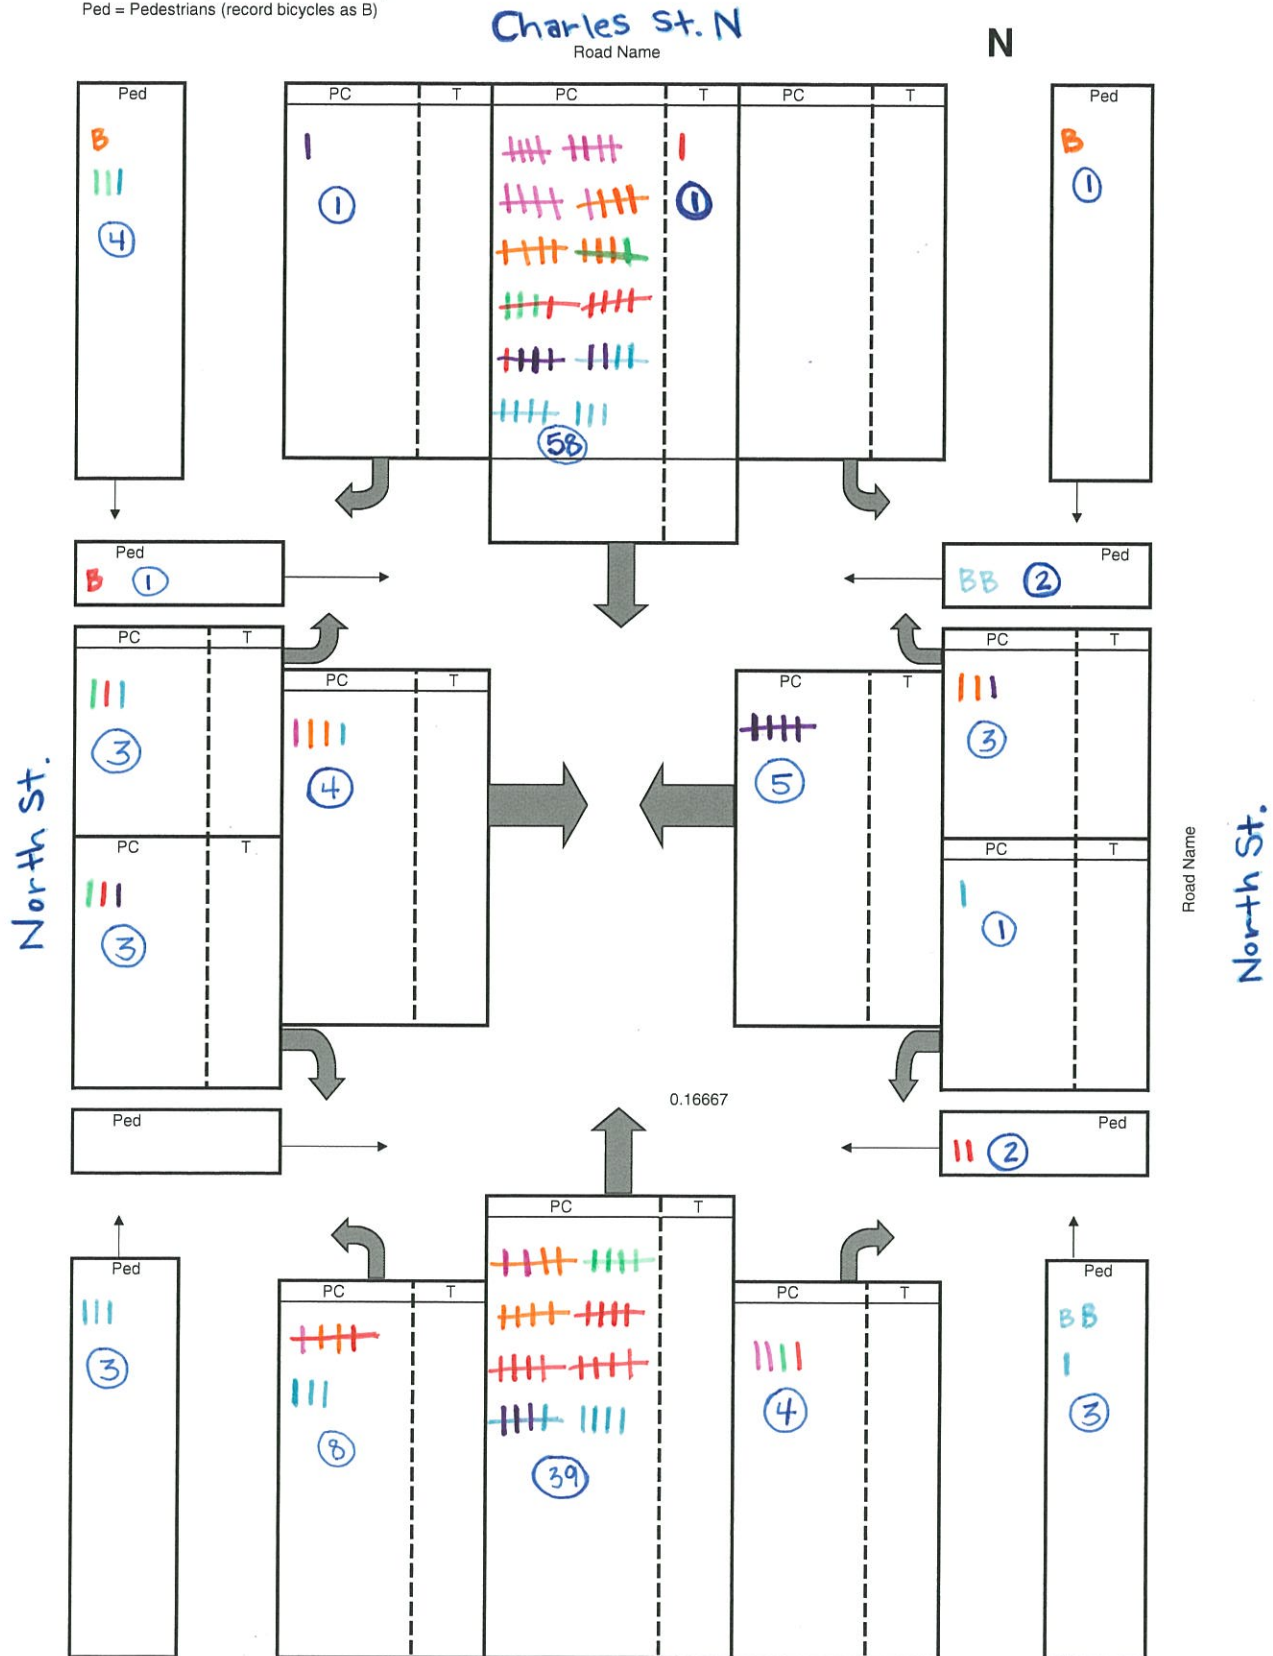 Ped = Pedestrians (record bicycles as B)
Charles St. N
Road Name
N
Ped
PC T PC T PC T
Ped
B
4
1
58
1
B
1
Ped
B 1
Ped
BB 2
PC T
3
PC T
3
PC T
4
PC T
5
PC T
3
PC T
1
North St.
Road Name
North St.
0.16667
Ped
Ped
2
Ped
3
PC T
8
PC T
39
PC T
4
Ped
BB
3